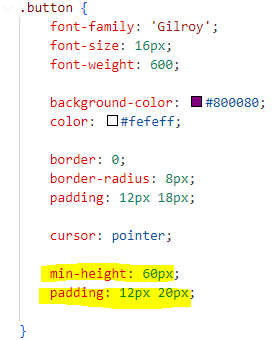 .button {
font-family: 'Gilroy';
font-size: 16px;
font-weight: 600;
background-color: #800080;
color: #fefeff;
border: 0;
border-radius: 8px;
padding: 12px 18px;
cursor: pointer;
min-height: 60px;
padding: 12px 20px;
}